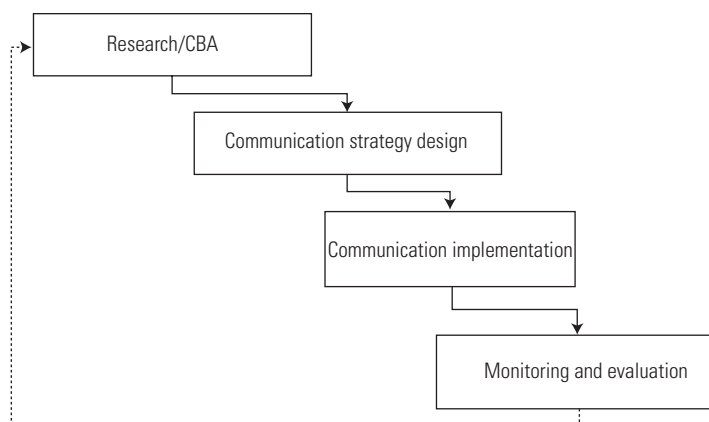 Research/CBA
Communication strategy design
Communication implementation
Monitoring and evaluation